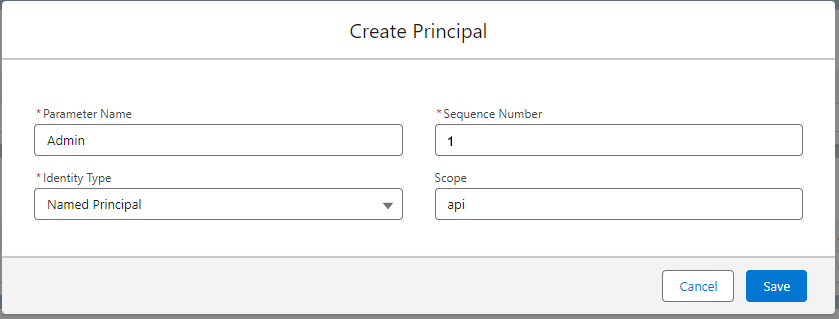 Create Principal
* Parameter Name
* Sequence Number
Admin
1
* Identity Type
Scope
Named Principal
api
Cancel
Save